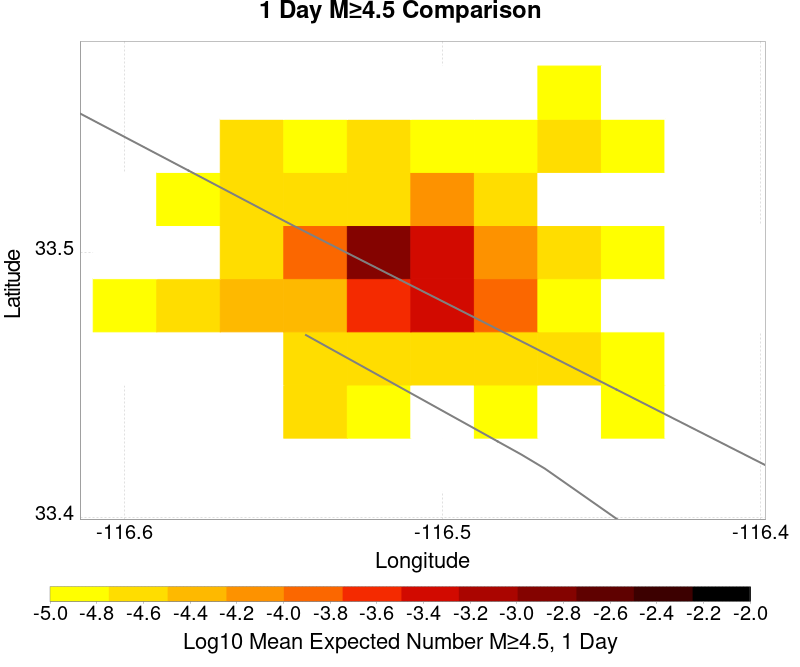 1 Day M≥4.5 Comparison
Latitude
33.5
33.4
-116.6 -116.5 -116.4
Longitude
-5.0 -4.8 -4.6 -4.4 -4.2 -4.0 -3.8 -3.6 -3.4 -3.2 -3.0 -2.8 -2.6 -2.4 -2.2 -2.0
Log10 Mean Expected Number M≥4.5, 1 Day